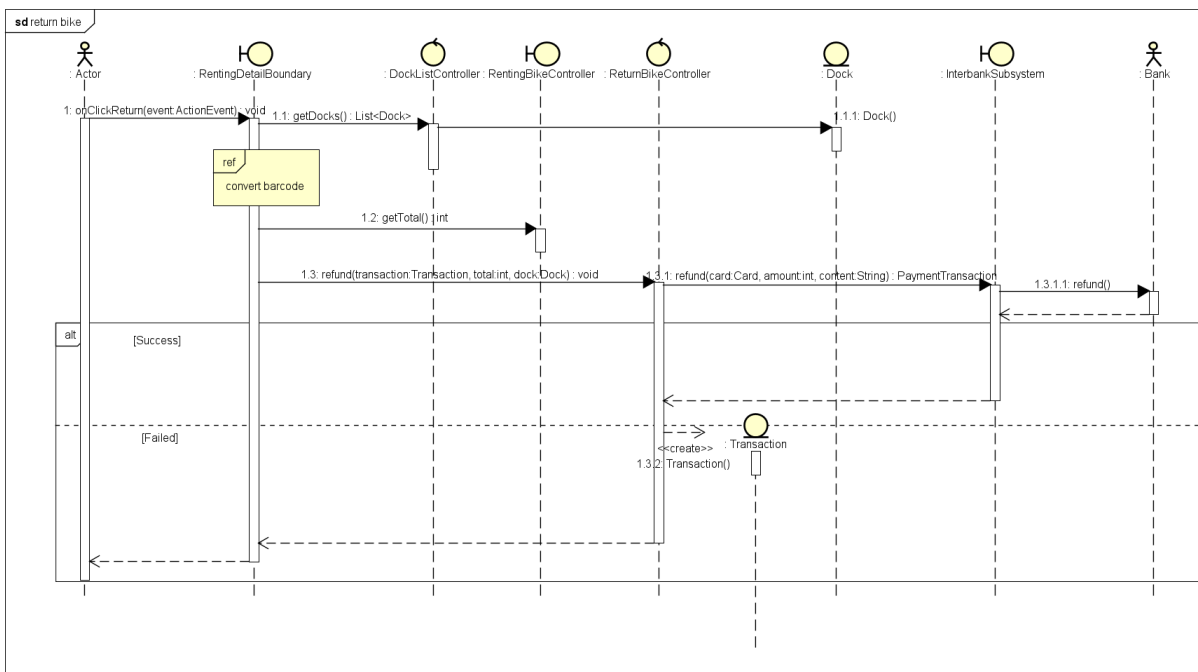 sd return bike
: Actor
: RentingDetailBoundary
: DockListController
: RentingBikeController
: ReturnBikeController
: Dock
: InterbankSubsystem
: Bank
1: onClickReturn(event:ActionEvent) : void
1.1: getDocks() : List<Dock>
1.1.1: Dock()
ref
convert barcode
1.2: getTotal() : int
1.3: refund(transaction:Transaction, total:int, dock:Dock) : void
1.3.1: refund(card:Card, amount:int, content:String) : PaymentTransaction
1.3.1.1: refund()
alt
[Success]
[Failed]
: Transaction
<<create>>
1.3.2: Transaction()